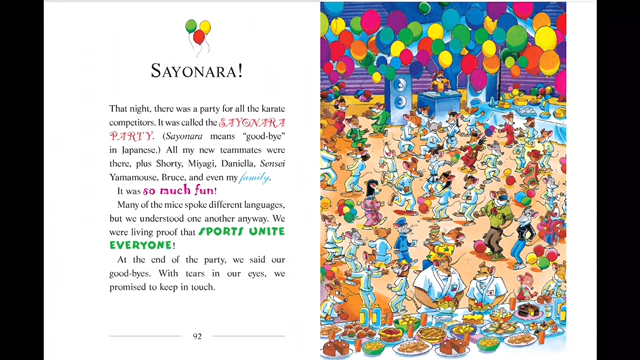 SAYONARA!
That night, there was a party for all the karate
competitors. It was called the SAYONARA
PARTY. (Sayonara means “good-bye”
in Japanese.) All my new teammates were
there, plus Shorty, Miyagi, Daniella, Sensei
Yamamouse, Bruce, and even my family.
It was so much fun!
Many of the mice spoke different languages,
but we understood one another anyway. We
were living proof that SPORTS UNITE
EVERYONE!
At the end of the party, we said our
good-byes. With tears in our eyes, we
promised to keep in touch.
92